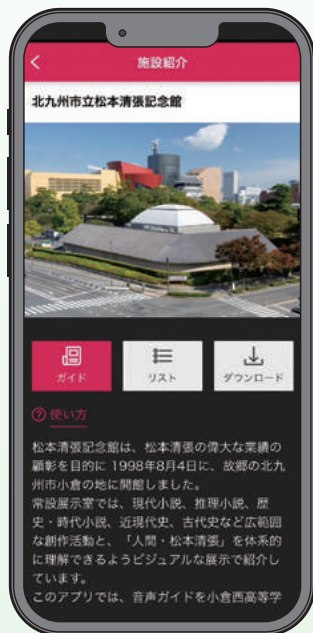 施設紹介
北九州市立松本清張記念館
ガイド
リスト
ダウンロード
使い方
松本清張記念館は、松本清張の偉大な業績の
顕彰を目的に 1998年8月4日に、故郷の北九
州市小倉の地に開館しました。
常設展示室では、現代小説、推理小説、歴
史・時代小説、近現代史、古代史など広範囲
な創作活動と、「人間・松本清張」を体系的
に理解できるようビジュアルな展示で紹介し
ています。
このアプリでは、音声ガイドを小倉西高等学